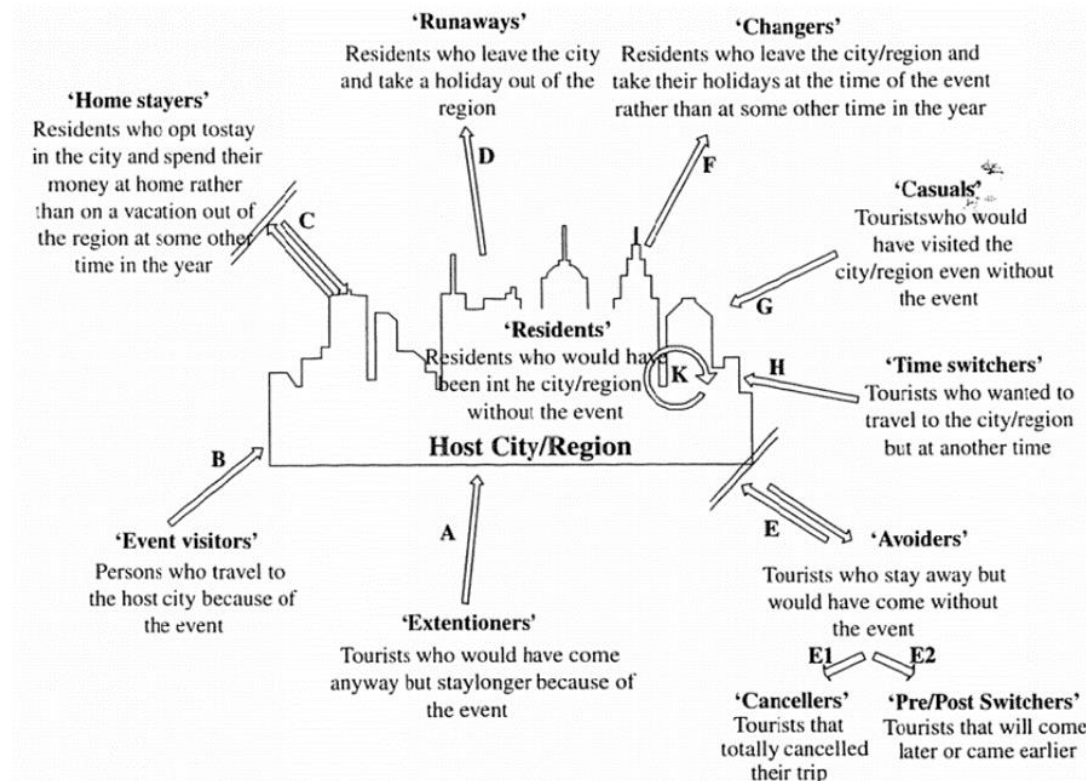 ‘Runaways’
Residents who leave the city
and take a holiday out of the
region
‘Changers’
Residents who leave the city/region and
take their holidays at the time of the event
rather than at some other time in the year
‘Home stayers’
Residents who opt tostay
in the city and spend their
money at home rather
than on a vacation out of
the region at some other
time in the year
C
D
F
‘Casuals’
Touristswho would
have visited the
city/region even without
the event
G
‘Residents’
Residents who would have
been int he city/region
without the event
K
H
‘Time switchers’
Tourists who wanted to
travel to the city/region
but at another time
Host City/Region
B
‘Event visitors’
Persons who travel to
the host city because of
the event
A
‘Extentioners’
Tourists who would have come
anyway but staylonger because of
the event
E
‘Avoiders’
Tourists who stay away but
would have come without
the event
E1
E2
‘Cancellers’
Tourists that
totally cancelled
their trip
‘Pre/Post Switchers’
Tourists that will come
later or came earlier